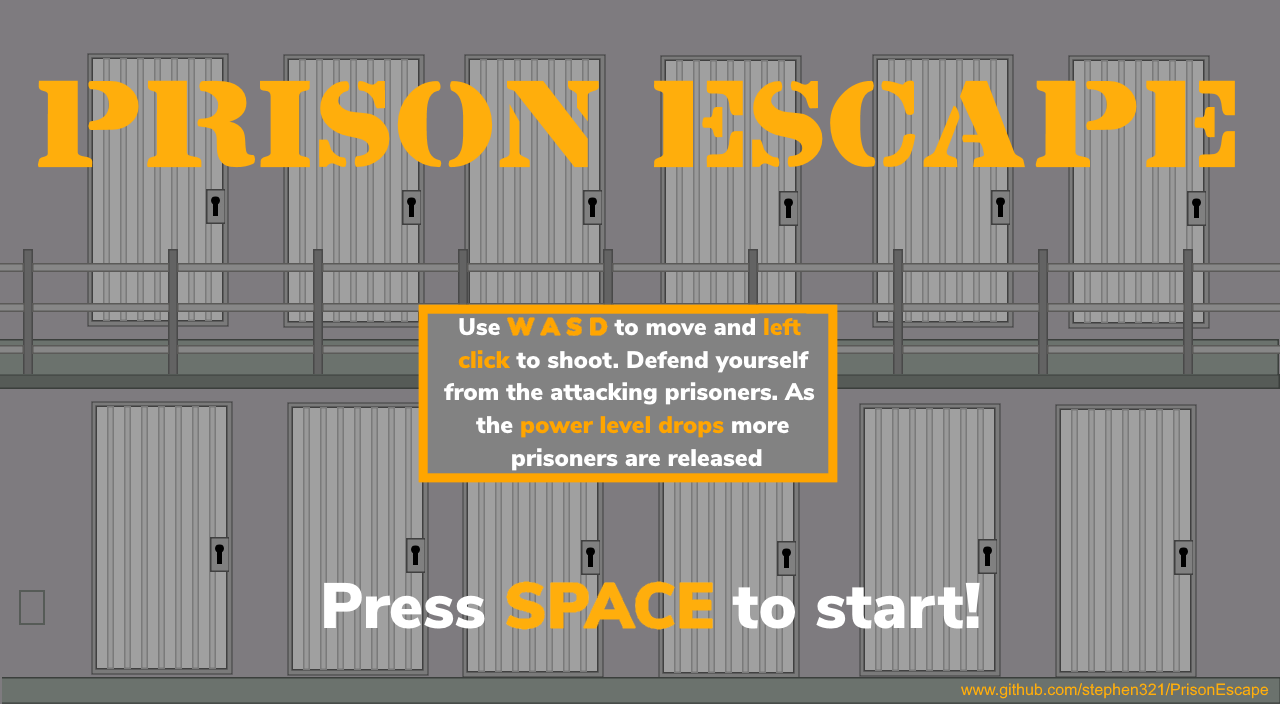 PRISON ESCAPE
Use W A S D to move and left
click to shoot. Defend yourself
from the attacking prisoners. As
the power level drops more
prisoners are released
Press SPACE to start!
www.github.com/stephen321/PrisonEscape